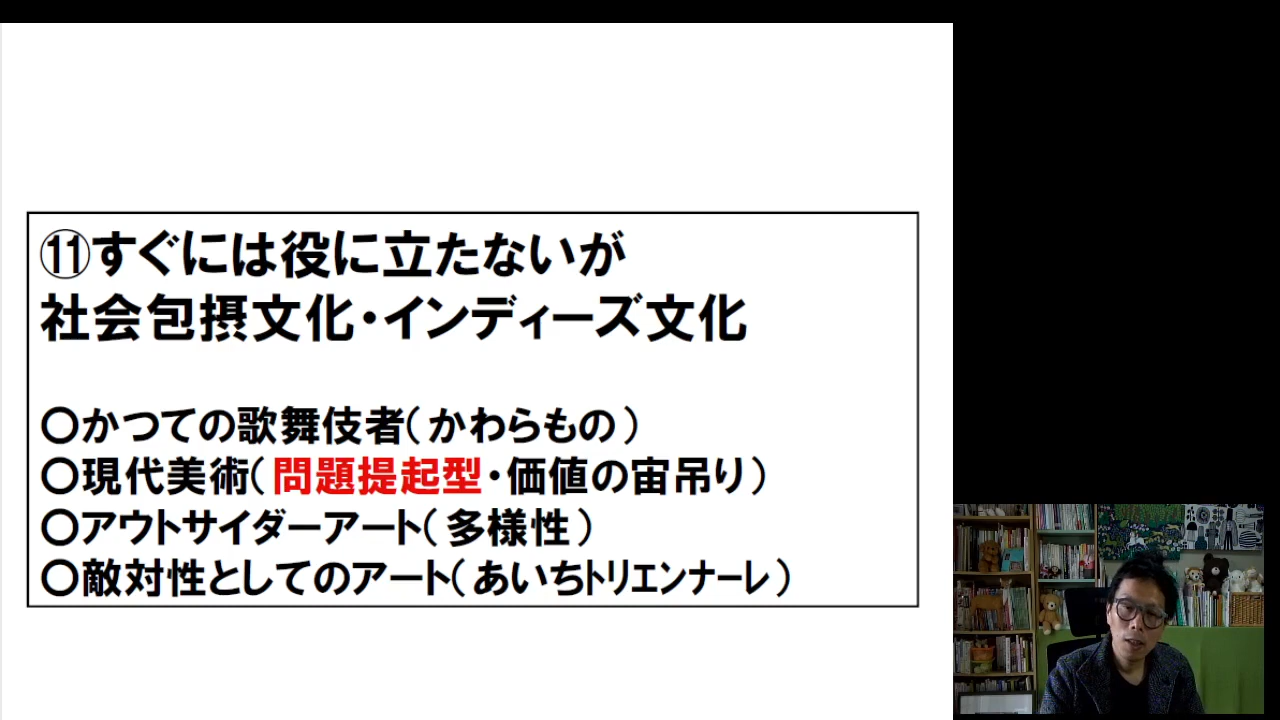 ⑪すぐには役に立たないが
社会包摂文化・インディーズ文化
〇かつての歌舞伎者(かわらもの)
〇現代美術(問題提起型・価値の宙吊り)
〇アウトサイダーアート(多様性)
〇敵対性としてのアート(あいちトリエンナーレ)